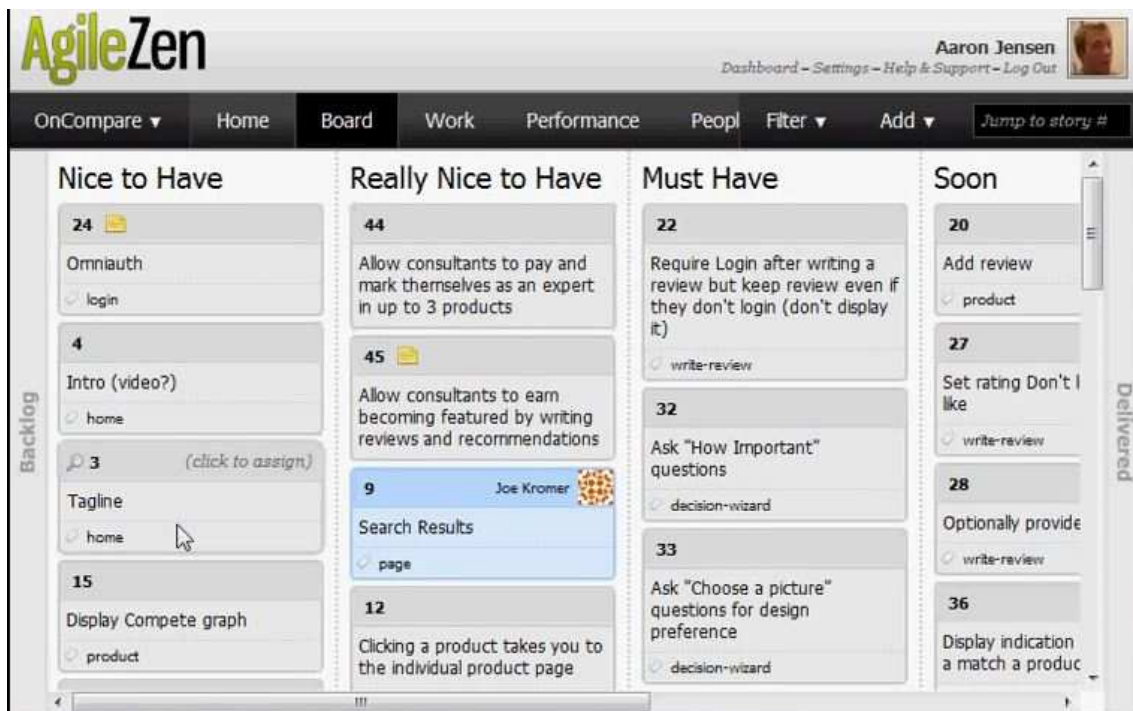 AgileZen
Aaron Jensen
Dashboard – Settings – Help & Support – Log Out
OnCompare ▾ Home Board Work Performance Peopl Filter ▾ Add ▾ Jump to story #
Backlog
Nice to Have
24
Omniauth
login
4
Intro (video?)
home
3 (click to assign)
Tagline
home
15
Display Compete graph
product
Really Nice to Have
44
Allow consultants to pay and
mark themselves as an expert
in up to 3 products
45
Allow consultants to earn
becoming featured by writing
reviews and recommendations
9 Joe Kromer
Search Results
page
12
Clicking a product takes you to
the individual product page
Must Have
22
Require Login after writing a
review but keep review even if
they don't login (don't display
it)
write-review
32
Ask "How Important"
questions
decision-wizard
33
Ask "Choose a picture"
questions for design
preference
decision-wizard
Soon
20
Add review
product
27
Set rating Don't l
like
write-review
28
Optionally provide
write-review
36
Display indication
a match a produc
Delivered